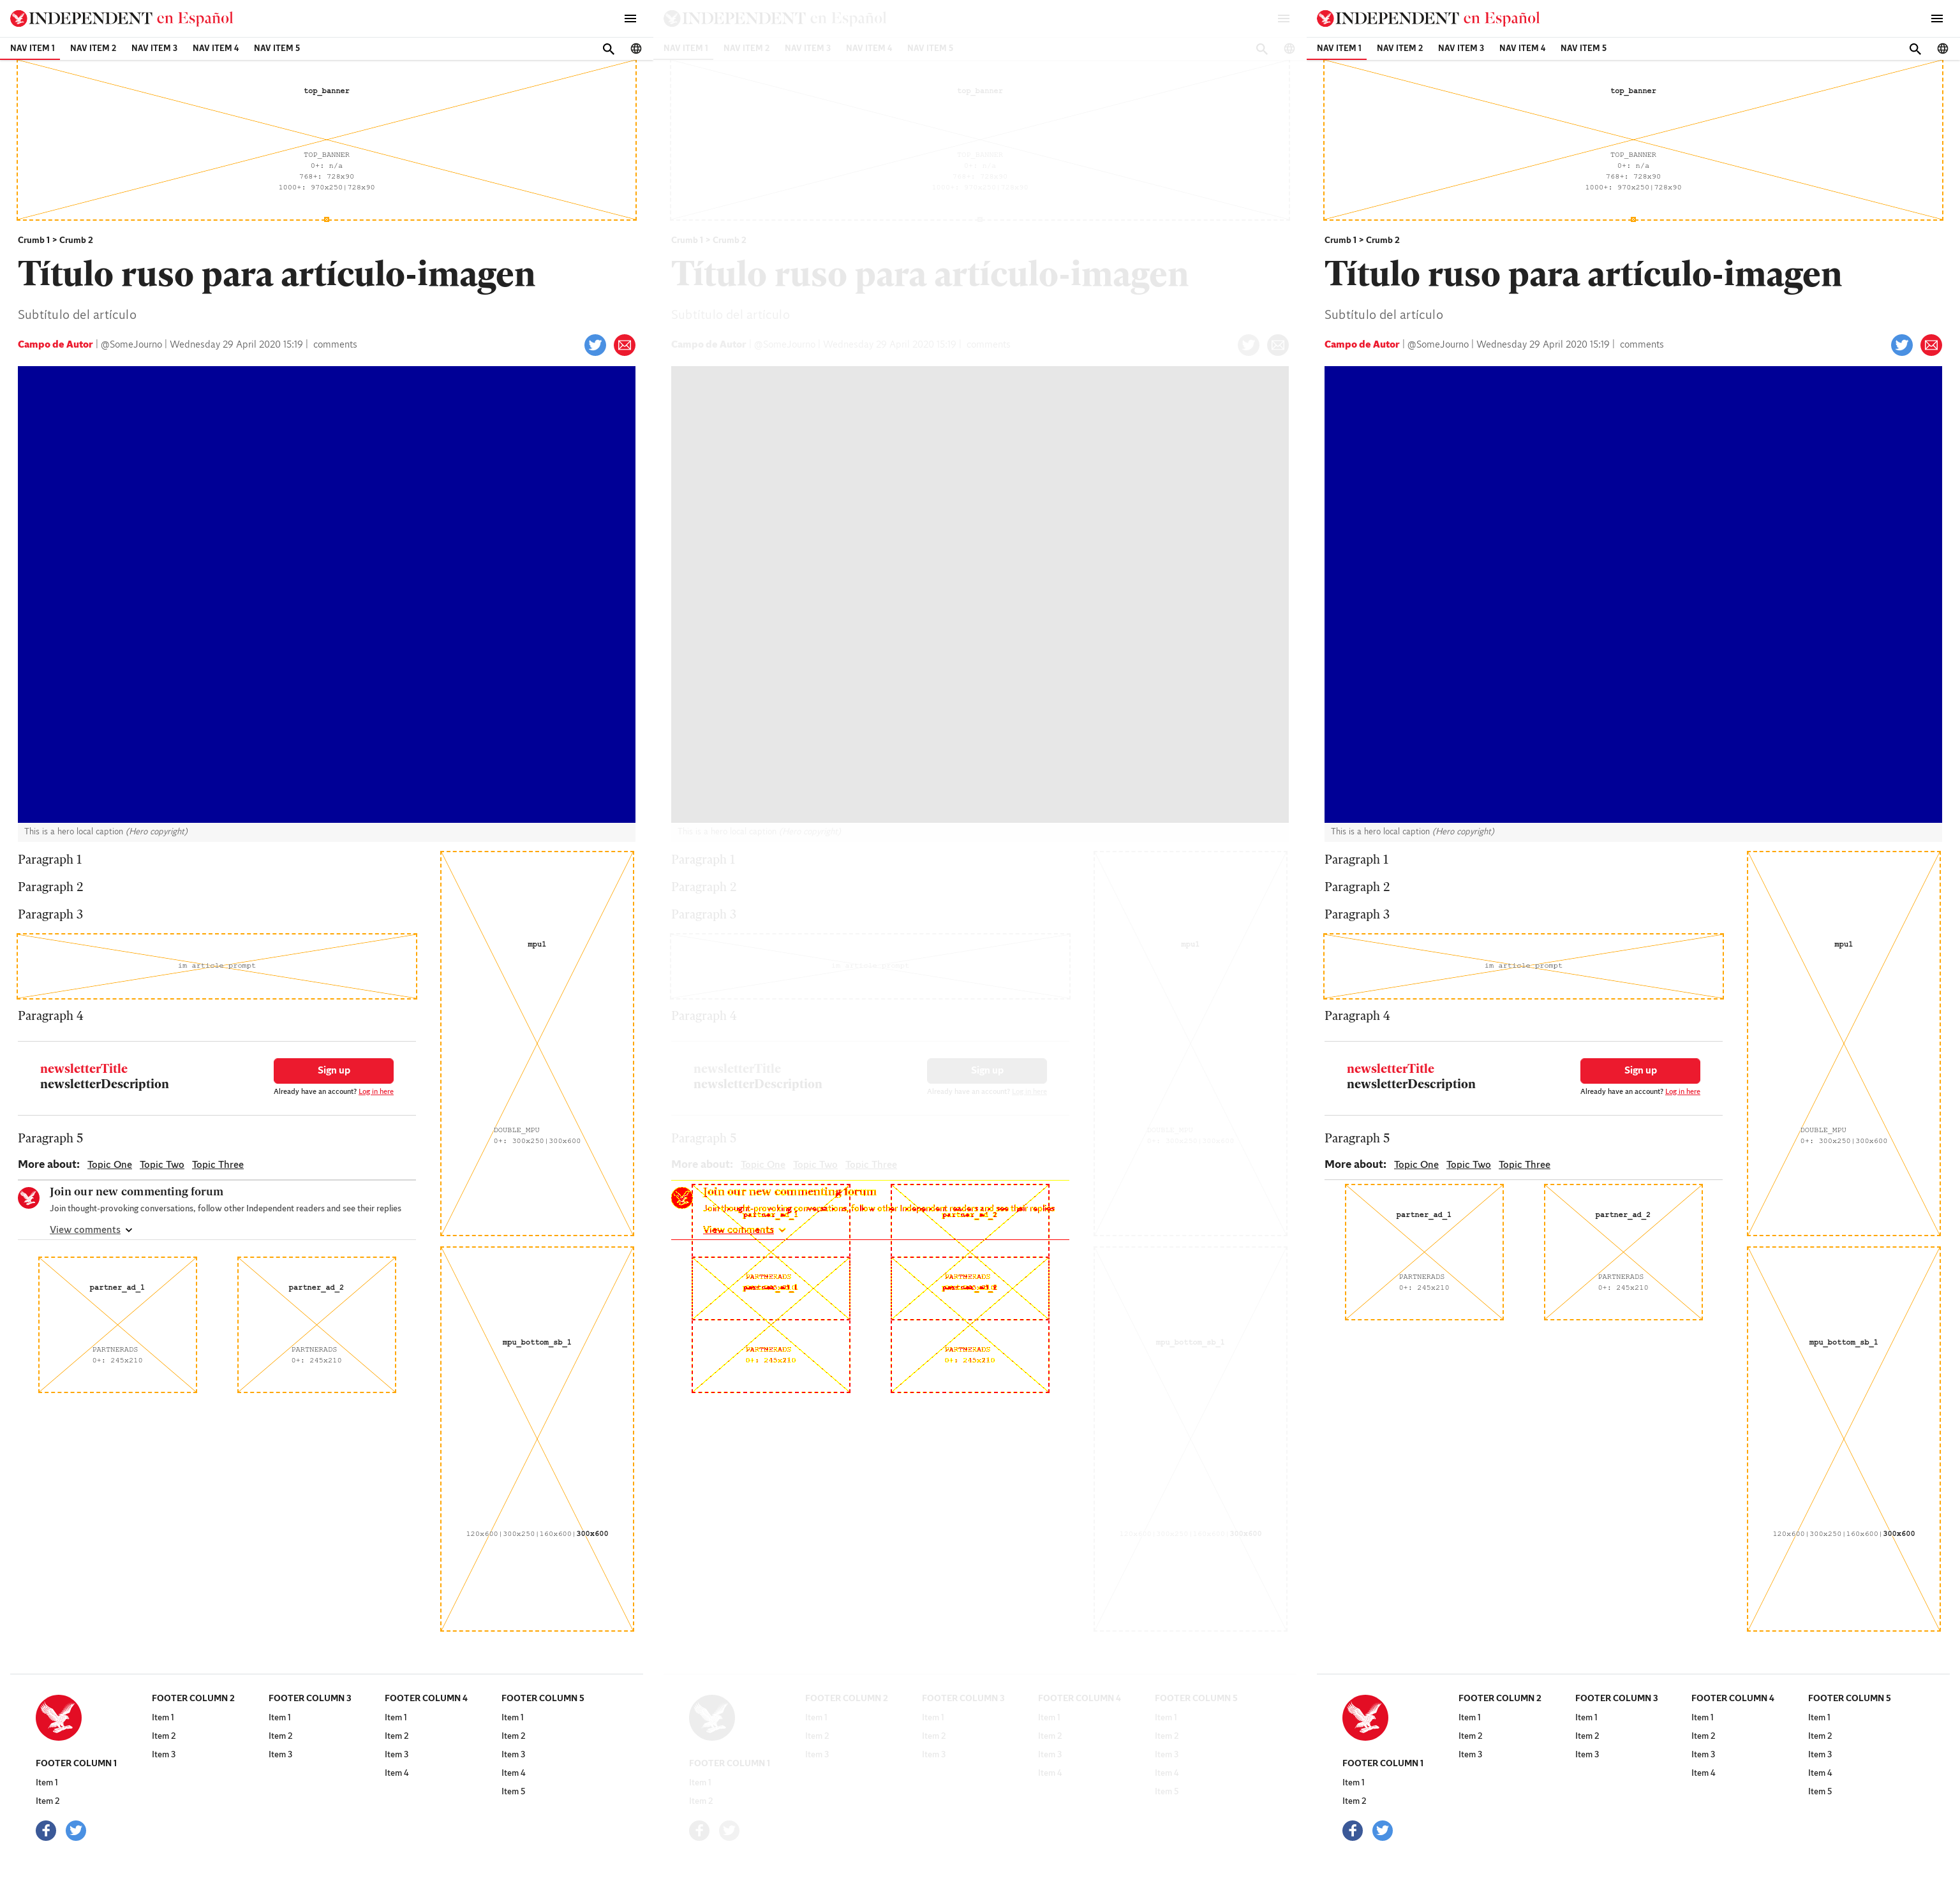 INDEPENDENT en Español
NAV ITEM 1 NAV ITEM 2 NAV ITEM 3 NAV ITEM 4 NAV ITEM 5
top_banner
TOP_BANNER
0+: n/a
768+: 728x90
1000+: 970x250|728x90
Crumb 1 > Crumb 2
Título ruso para artículo-imagen
Subtítulo del artículo
Campo de Autor | @SomeJourno | Wednesday 29 April 2020 15:19 | comments
This is a hero local caption (Hero copyright)
Paragraph 1
Paragraph 2
Paragraph 3
im article prompt
Paragraph 4
newsletterTitle
newsletterDescription
Sign up
Already have an account? Log in here
Paragraph 5
More about: Topic One Topic Two Topic Three
Join our new commenting forum
Join thought-provoking conversations, follow other Independent readers and see their replies
View comments
partner_ad_1
PARTNERADS
0+: 245x210
partner_ad_2
PARTNERADS
0+: 245x210
mpu1
DOUBLE_MPU
0+: 300x250|300x600
mpu_bottom_sb_1
120x600|300x250|160x600|300x600
FOOTER COLUMN 1
Item 1
Item 2
FOOTER COLUMN 2
Item 1
Item 2
Item 3
FOOTER COLUMN 3
Item 1
Item 2
Item 3
FOOTER COLUMN 4
Item 1
Item 2
Item 3
Item 4
FOOTER COLUMN 5
Item 1
Item 2
Item 3
Item 4
Item 5
INDEPENDENT en Español
NAV ITEM 1 NAV ITEM 2 NAV ITEM 3 NAV ITEM 4 NAV ITEM 5
top_banner
Crumb 1 > Crumb 2
Título ruso para artículo-imagen
Subtítulo del artículo
Campo de Autor | @SomeJourno | Wednesday 29 April 2020 15:19 | comments
This is a hero local caption (Hero copyright)
Paragraph 1
Paragraph 2
Paragraph 3
Paragraph 4
newsletterTitle
newsletterDescription
Sign up
Already have an account? Log in here
Paragraph 5
More about: Topic One Topic Two Topic Three
Join our new commenting forum
Join thought-provoking conversations, follow other Independent readers and see their replies
View comments
partner_ad_1
partner_ad_2
mpu1
mpu_bottom_sb_1
FOOTER COLUMN 1
Item 1
Item 2
FOOTER COLUMN 2
Item 1
Item 2
Item 3
FOOTER COLUMN 3
Item 1
Item 2
Item 3
FOOTER COLUMN 4
Item 1
Item 2
Item 3
Item 4
FOOTER COLUMN 5
Item 1
Item 2
Item 3
Item 4
Item 5
INDEPENDENT en Español
NAV ITEM 1 NAV ITEM 2 NAV ITEM 3 NAV ITEM 4 NAV ITEM 5
top_banner
TOP_BANNER
0+: n/a
768+: 728x90
1000+: 970x250|728x90
Crumb 1 > Crumb 2
Título ruso para artículo-imagen
Subtítulo del artículo
Campo de Autor | @SomeJourno | Wednesday 29 April 2020 15:19 | comments
This is a hero local caption (Hero copyright)
Paragraph 1
Paragraph 2
Paragraph 3
im article prompt
Paragraph 4
newsletterTitle
newsletterDescription
Sign up
Already have an account? Log in here
Paragraph 5
More about: Topic One Topic Two Topic Three
partner_ad_1
PARTNERADS
0+: 245x210
partner_ad_2
PARTNERADS
0+: 245x210
mpu1
DOUBLE_MPU
0+: 300x250|300x600
mpu_bottom_sb_1
120x600|300x250|160x600|300x600
FOOTER COLUMN 1
Item 1
Item 2
FOOTER COLUMN 2
Item 1
Item 2
Item 3
FOOTER COLUMN 3
Item 1
Item 2
Item 3
FOOTER COLUMN 4
Item 1
Item 2
Item 3
Item 4
FOOTER COLUMN 5
Item 1
Item 2
Item 3
Item 4
Item 5